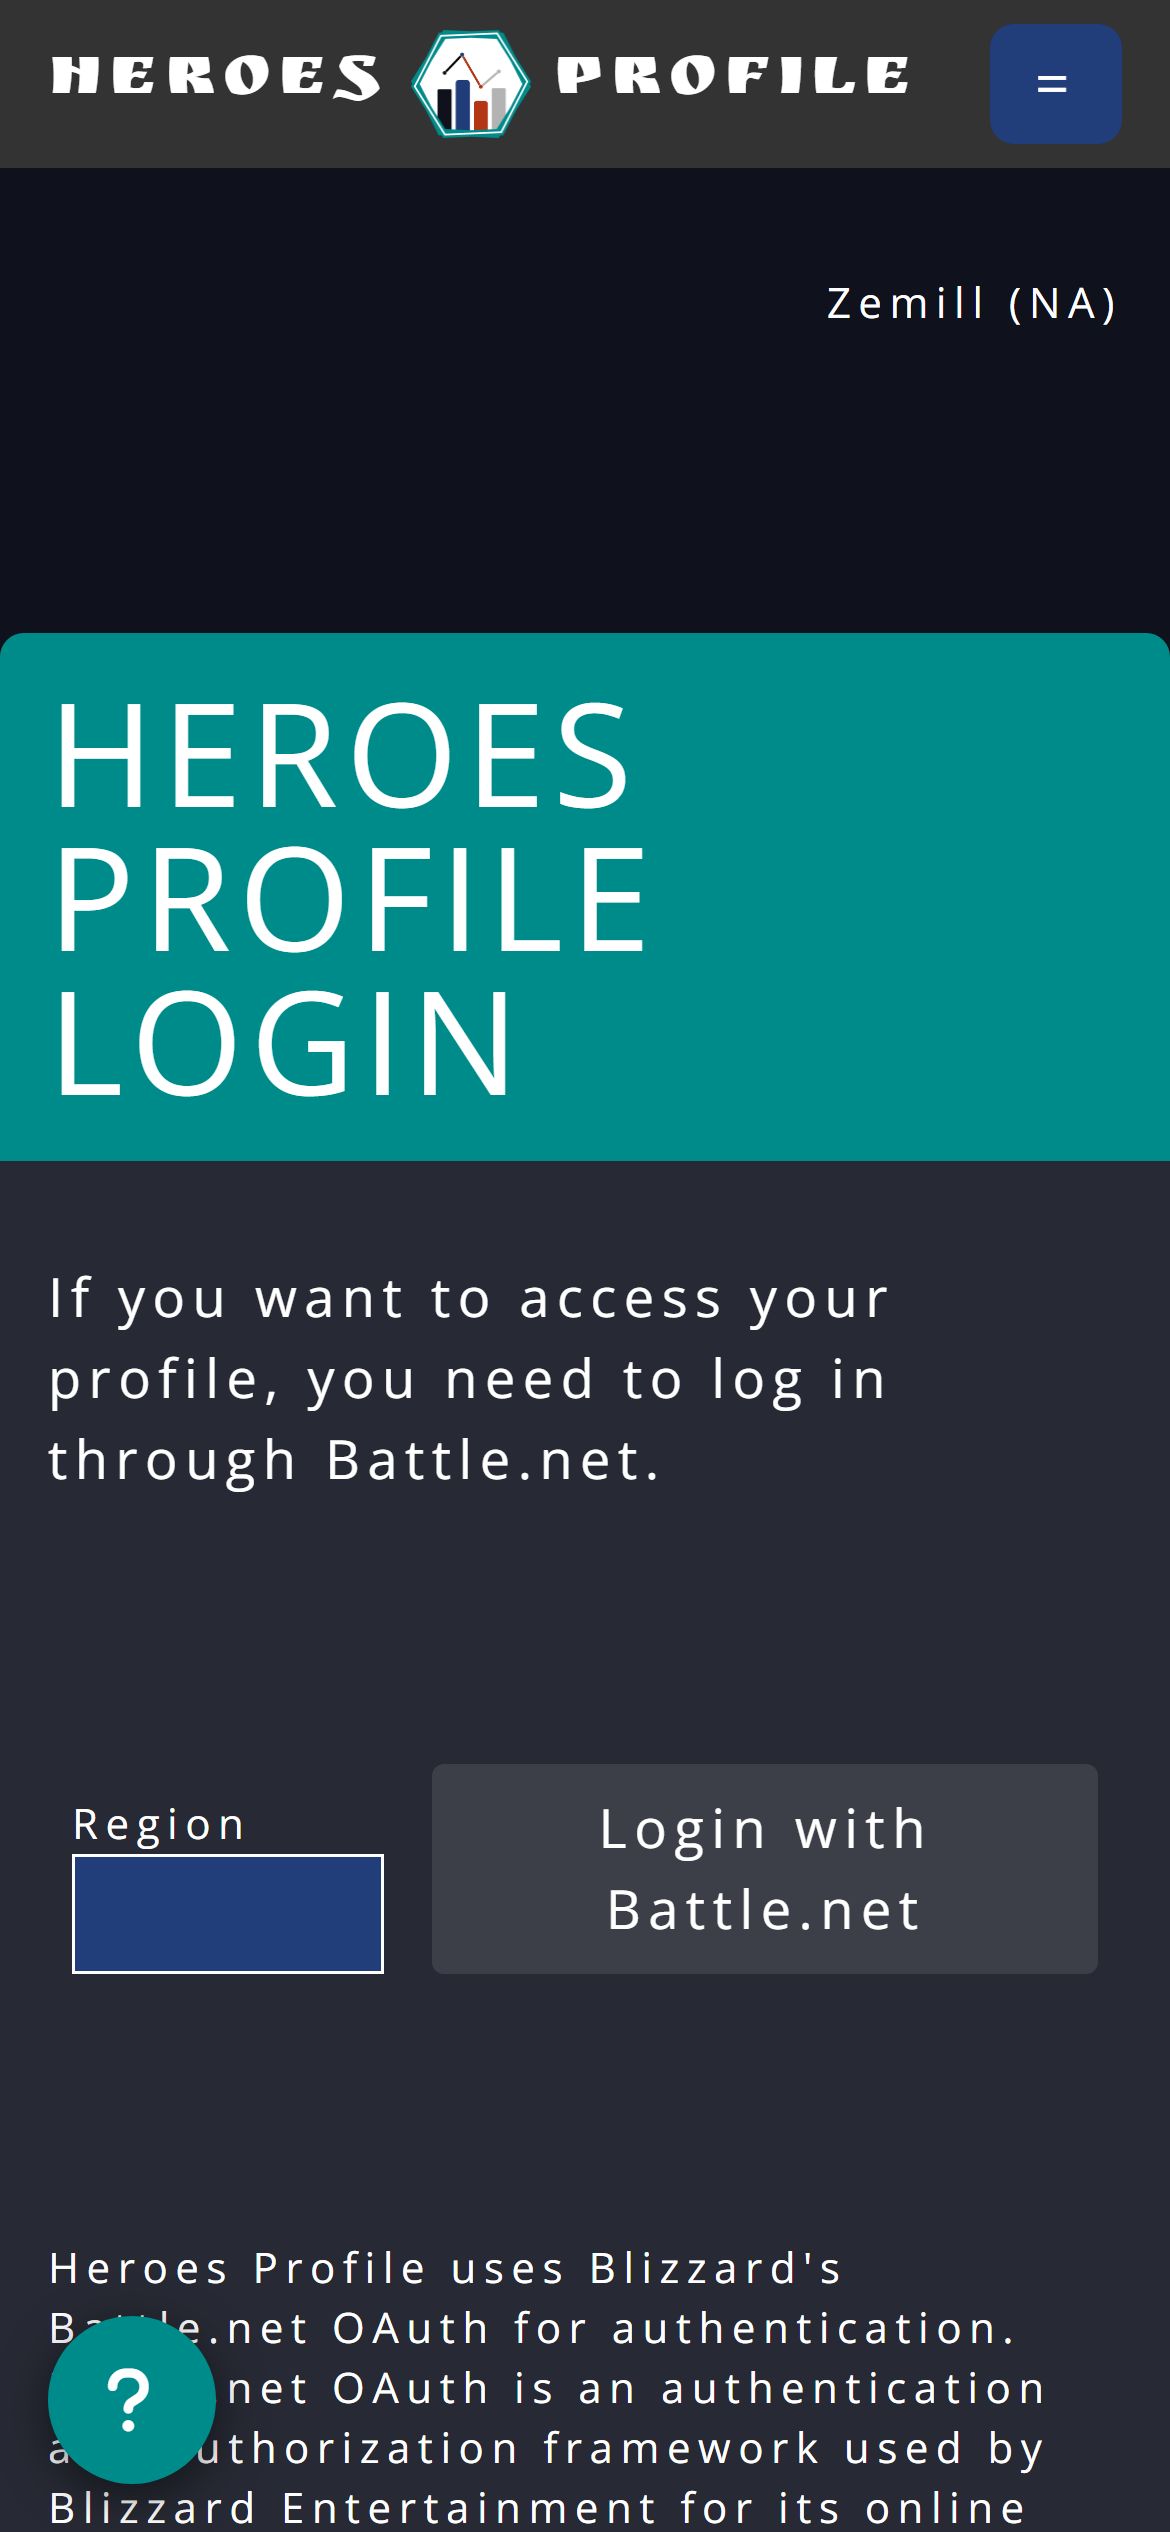 HEROES PROFILE
=
Zemill (NA)
HEROES
PROFILE
LOGIN
If you want to access your
profile, you need to log in
through Battle.net.
Region
Login with
Battle.net
Heroes Profile uses Blizzard's
.net OAuth for authentication.
net OAuth is an authentication
framework used by
Blizzard Entertainment for its online
?